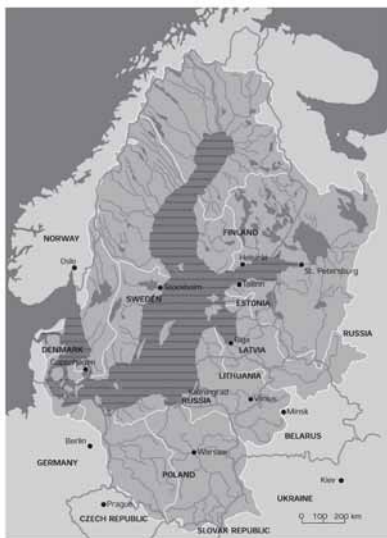 NORWAY
FINLAND
Oslo
Helsinki
St. Petersburg
Stockholm
Tallinn
SWEDEN
ESTONIA
RUSSIA
Riga
DENMARK
LATVIA
Copenhagen
LITHUANIA
Kaliningrad
RUSSIA
Vilnius
Minsk
BELARUS
Berlin
GERMANY
Warsaw
POLAND
Kiev
UKRAINE
Prague
CZECH REPUBLIC
SLOVAK REPUBLIC
0 100 200 km